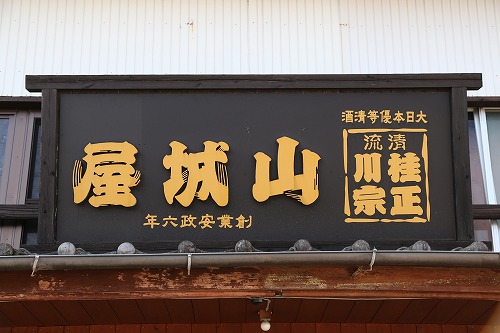 大日本優等清酒
清流
桂川
正宗
山城屋
創業安政六年